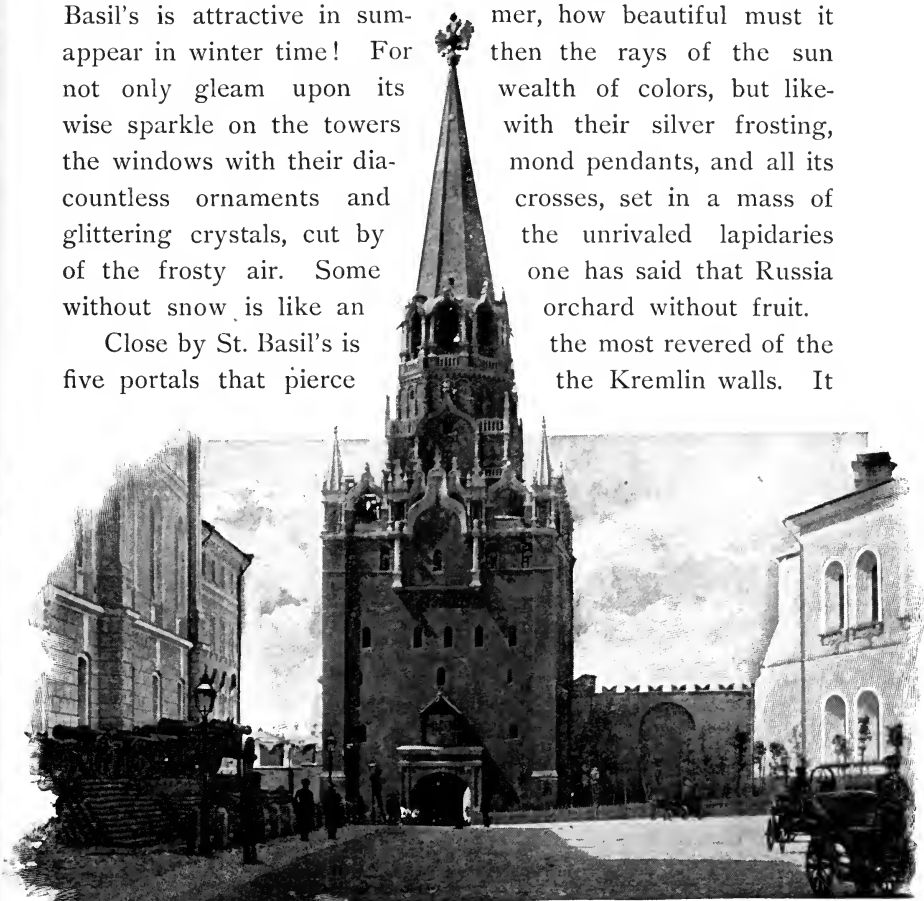 Basil's is attractive in sum- mer, how beautiful must it
appear in winter time! For then the rays of the sun
not only gleam upon its wealth of colors, but like-
wise sparkle on the towers with their silver frosting,
the windows with their dia- mond pendants, and all its
countless ornaments and crosses, set in a mass of
glittering crystals, cut by the unrivaled lapidaries
of the frosty air. Some one has said that Russia
without snow is like an orchard without fruit.
Close by St. Basil's is the most revered of the
five portals that pierce the Kremlin walls. It